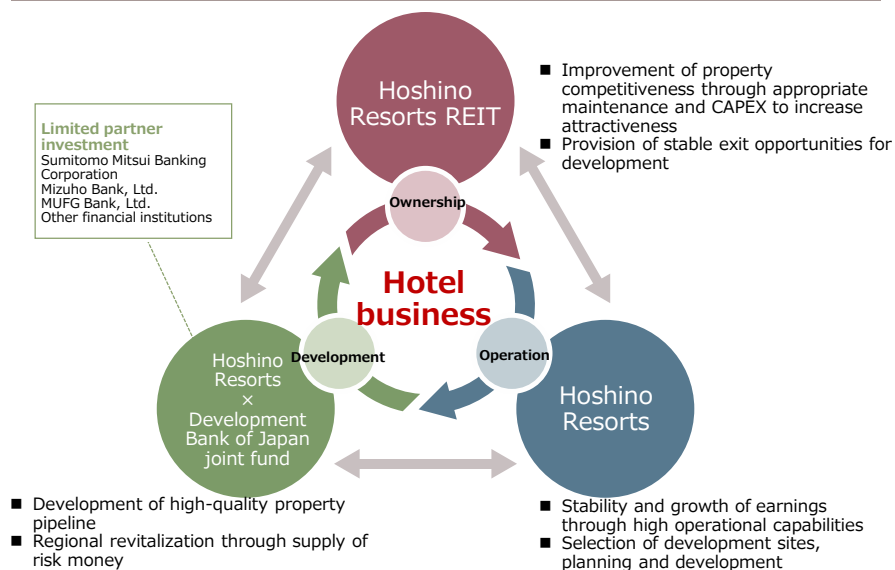 Hoshino
Resorts REIT
■ Improvement of property
competitiveness through appropriate
maintenance and CAPEX to increase
attractiveness
■ Provision of stable exit opportunities for
development
Limited partner
investment
Sumitomo Mitsui Banking
Corporation
Mizuho Bank, Ltd.
MUFG Bank, Ltd.
Other financial institutions
Ownership
Hotel
business
Development
Operation
Hoshino
Resorts
×
Development
Bank of Japan
joint fund
Hoshino
Resorts
■ Development of high-quality property
pipeline
■ Regional revitalization through supply of
risk money
■ Stability and growth of earnings
through high operational capabilities
■ Selection of development sites,
planning and development